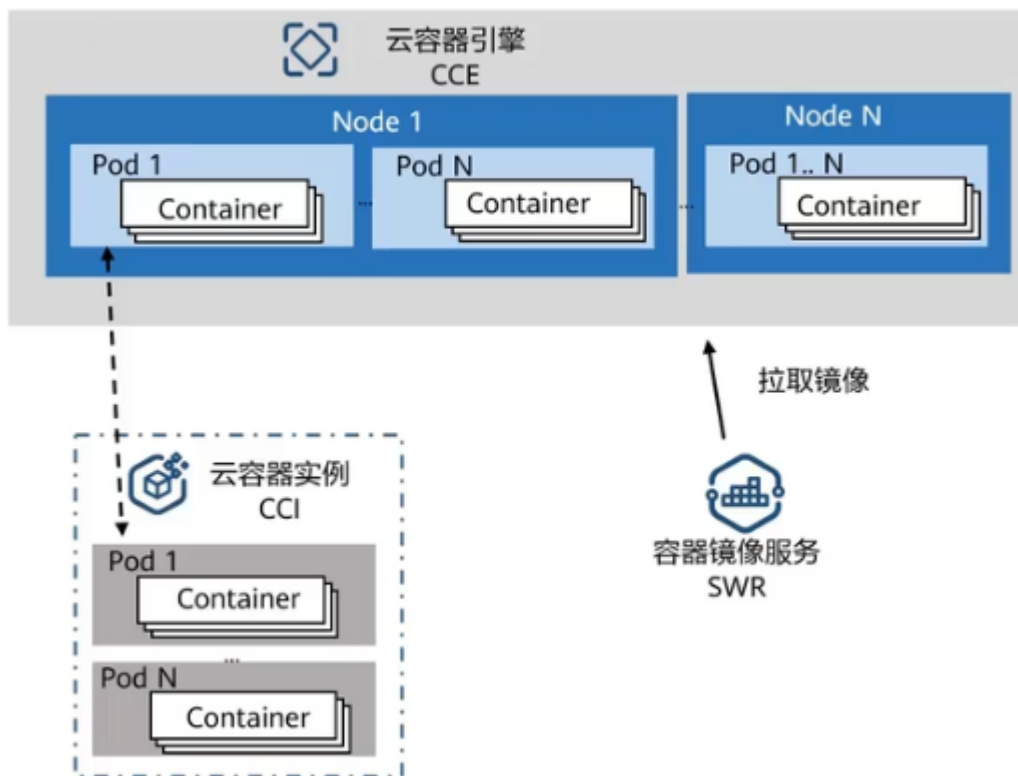 云容器引擎
CCE
Node 1
Node N
Pod 1
Container
...
Pod N
Container
...
Pod 1.. N
Container
拉取镜像
云容器实例
CCI
Pod 1
Container
...
Pod N
Container
容器镜像服务
SWR